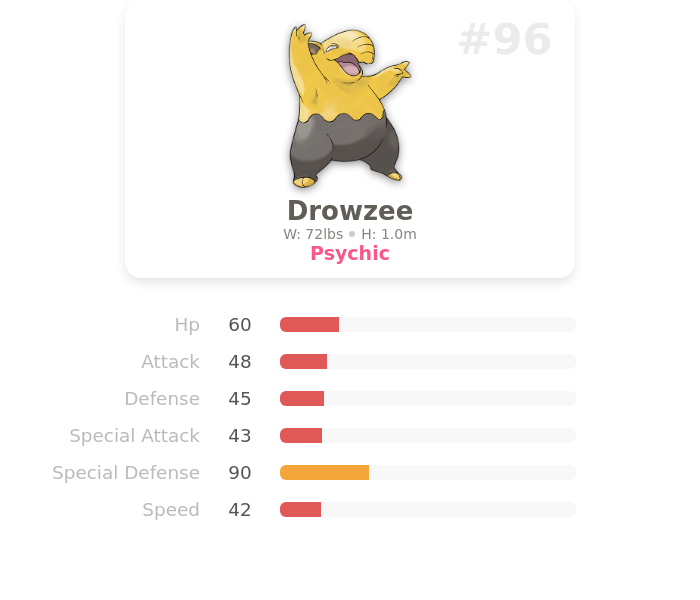 #96
Drowzee
W: 72lbs • H: 1.0m
Psychic
Hp 60
Attack 48
Defense 45
Special Attack 43
Special Defense 90
Speed 42